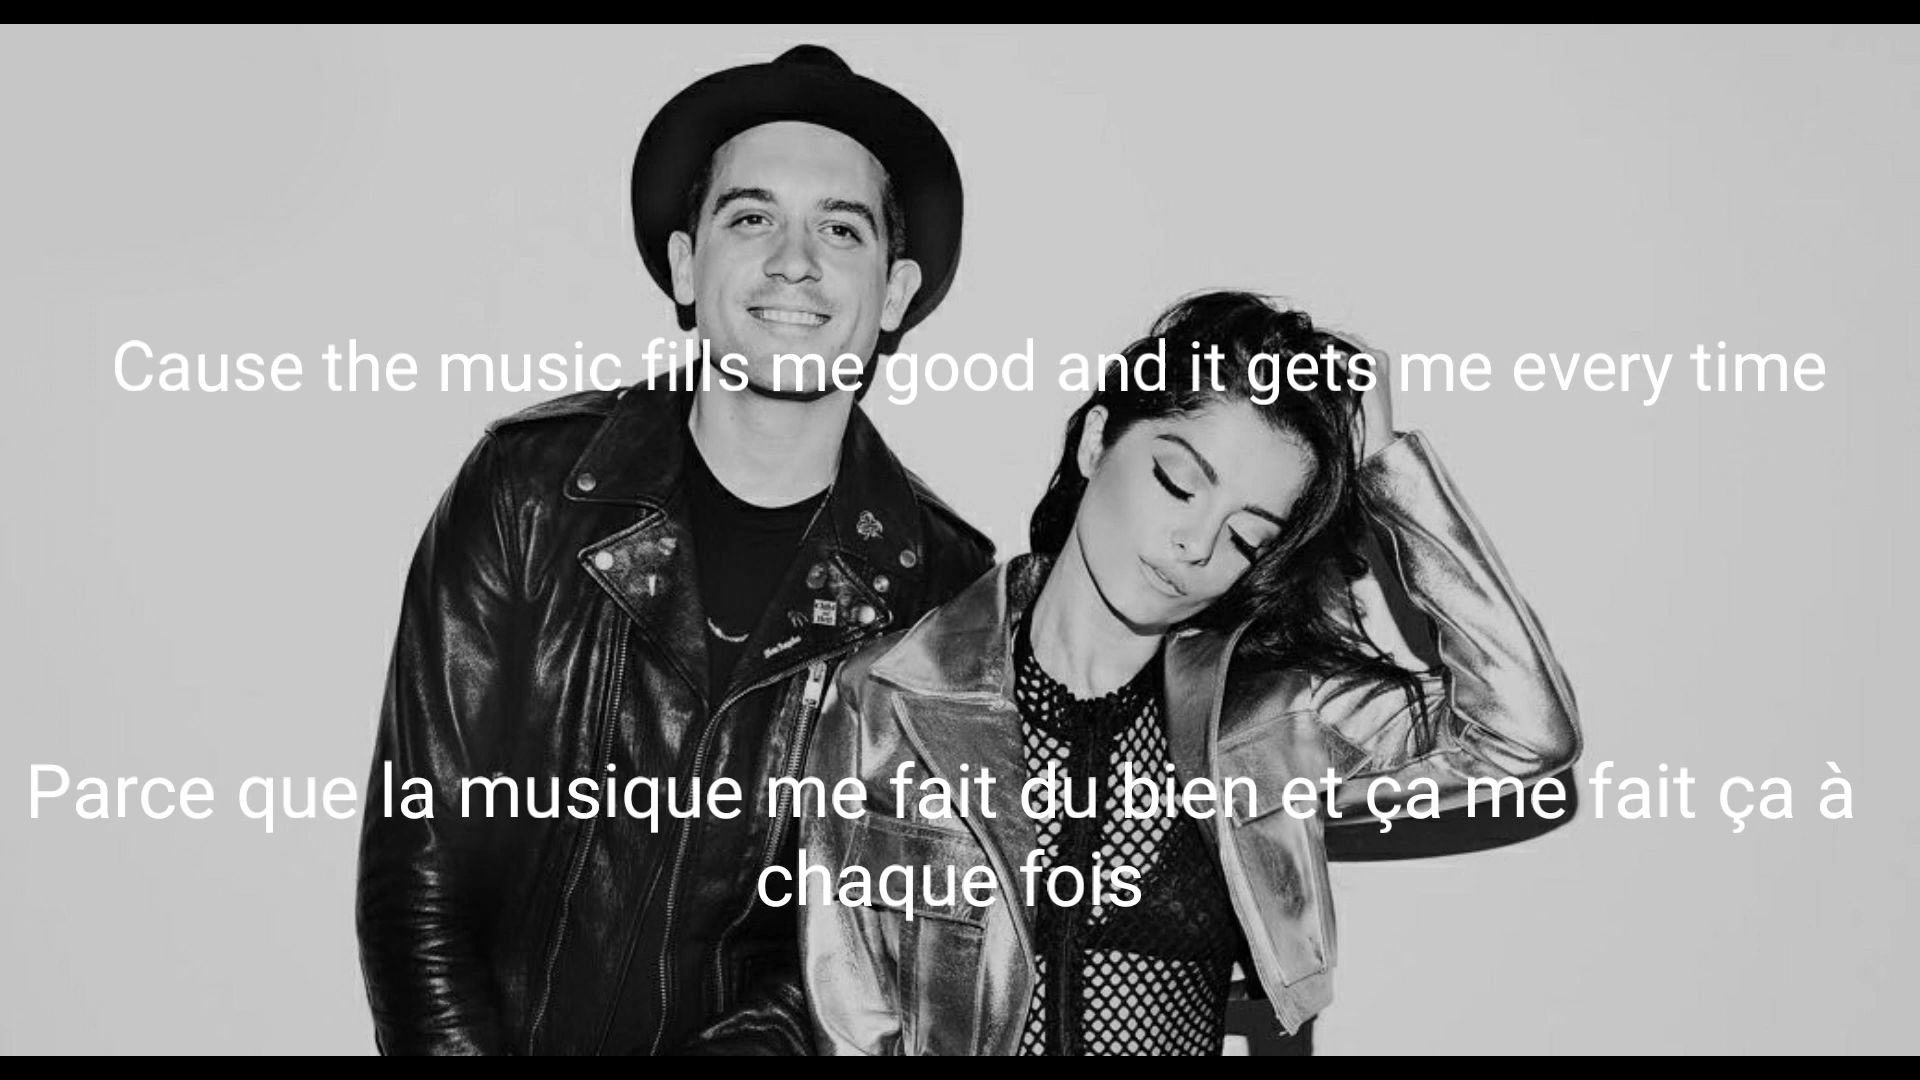 Cause the music fills me good and it gets me every time
Parce que la musique me fait du bien et ça me fait ça à
chaque fois